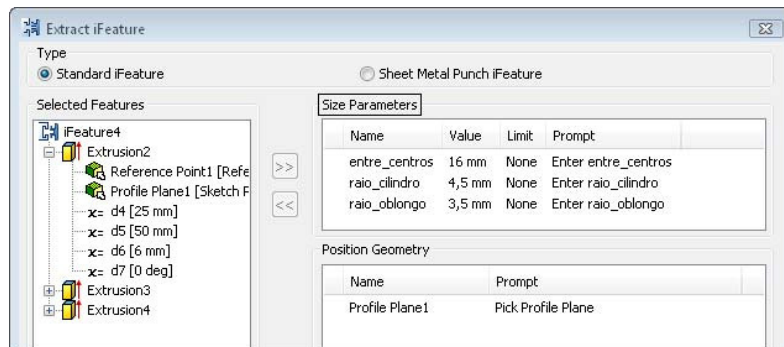 Extract iFeature
Type
Standard iFeature
Sheet Metal Punch iFeature
Selected Features
iFeature4
Extrusion2
Reference Point1 [Refe
Profile Plane1 [Sketch F
x= d4 [25 mm]
x= d5 [50 mm]
x= d6 [6 mm]
x= d7 [0 deg]
Extrusion3
Extrusion4
>>
<<
Size Parameters
Name Value Limit Prompt
entre_centros 16 mm None Enter entre_centros
raio_cilindro 4,5 mm None Enter raio_cilindro
raio_oblongo 3,5 mm None Enter raio_oblongo
Position Geometry
Name Prompt
Profile Plane1 Pick Profile Plane